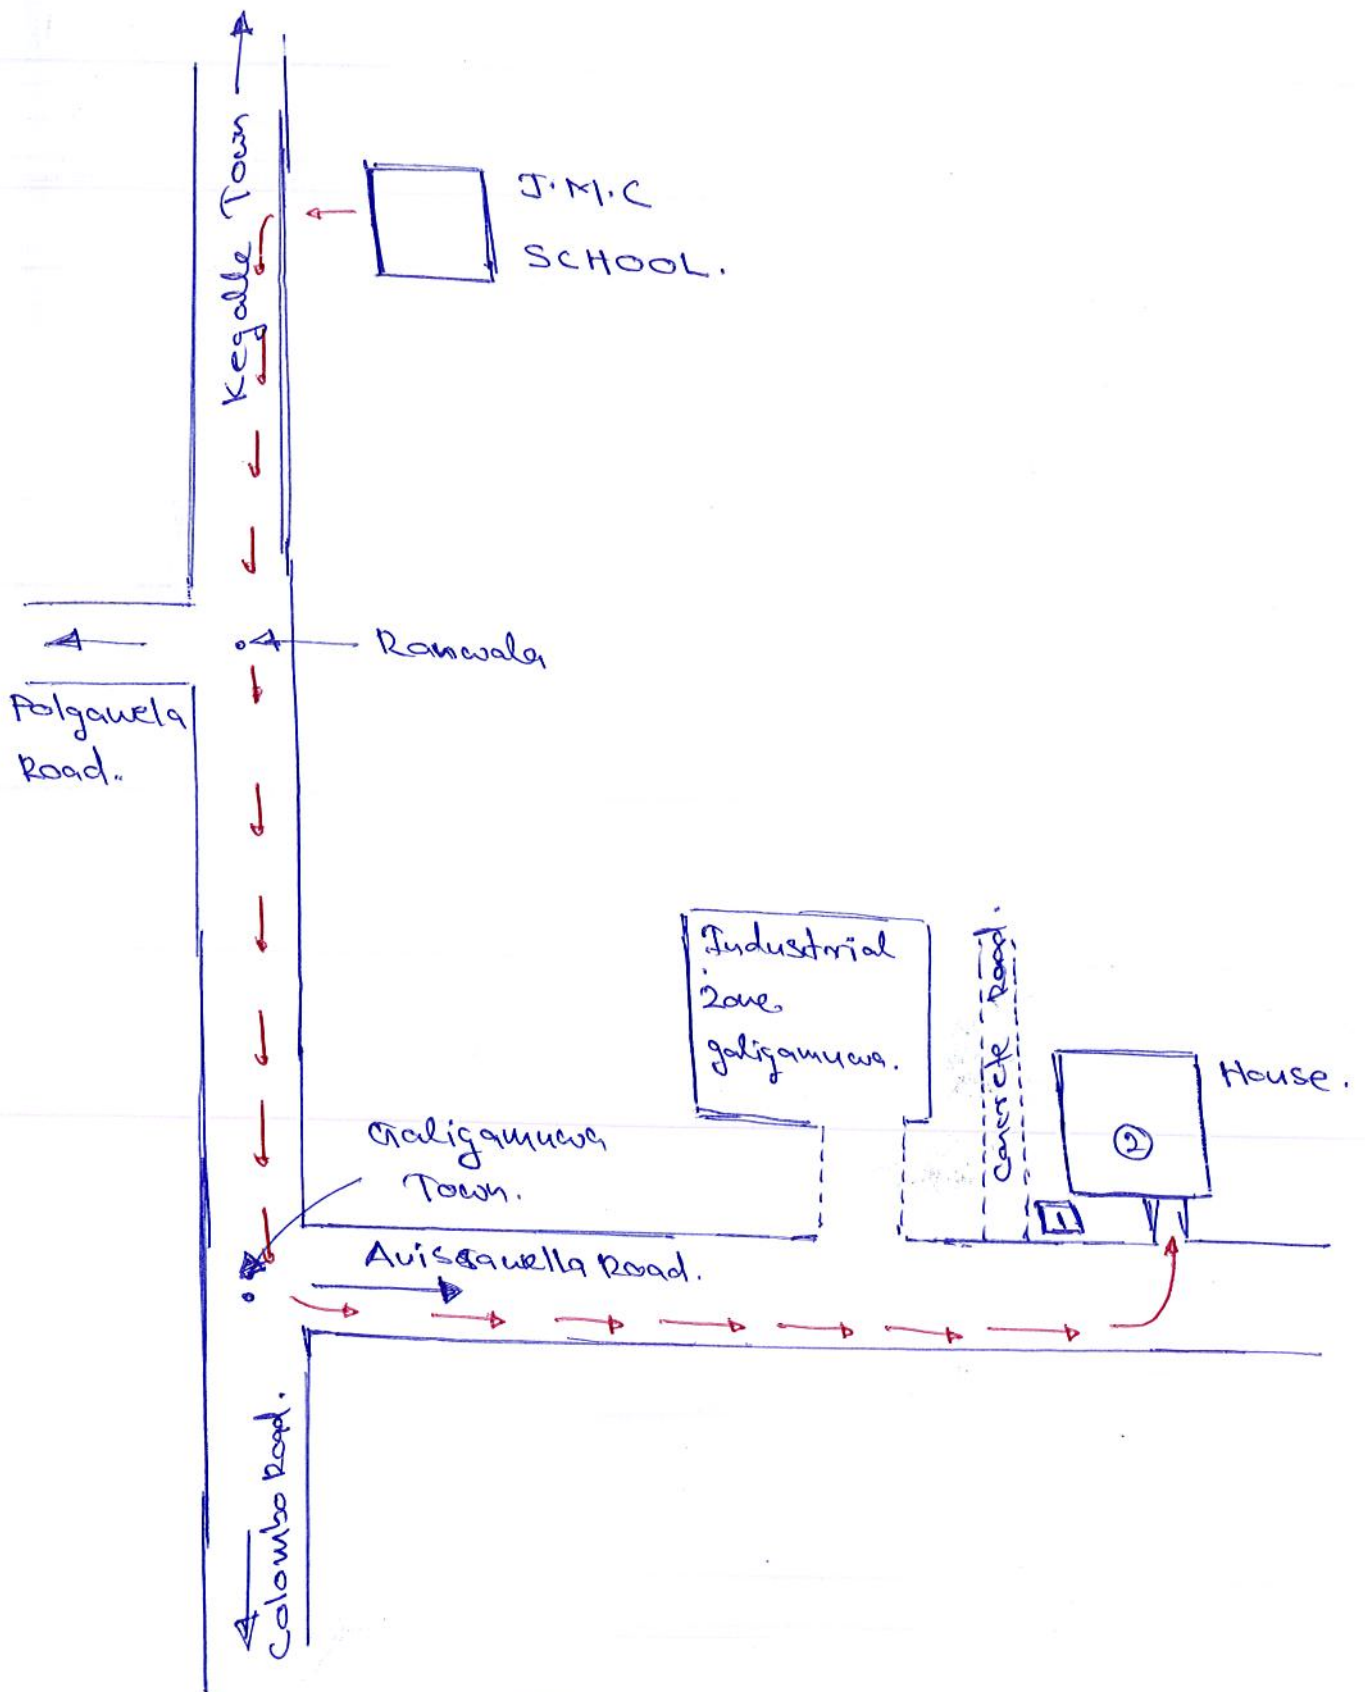 Kegalle Town
J.M.C
SCHOOL.
Ranwala
Polgawela
Road.
Industrial
Zone
galigamuwa.
Concrete Road.
House.
2
1
Galigamuwa
Town.
Avissawella Road.
Colombo Road.